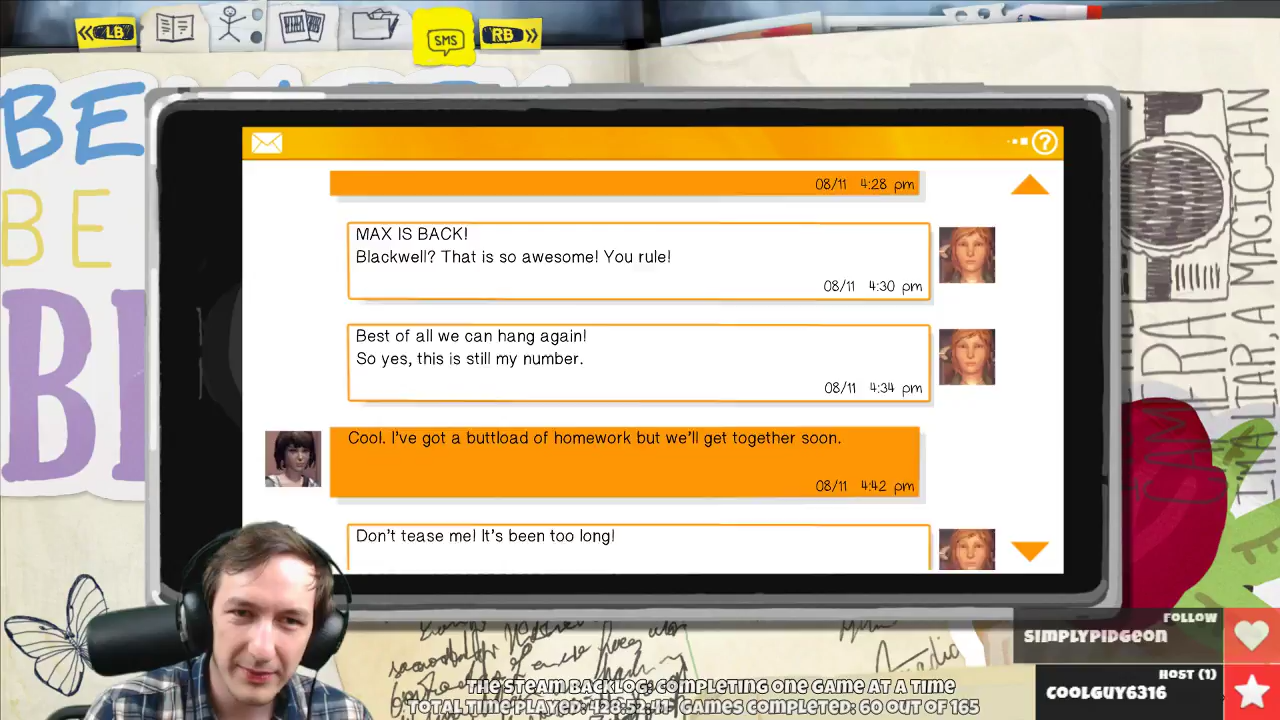 LB
SMS
RB
BE
BE
08/11 4:28 pm
MAX IS BACK!
Blackwell? That is so awesome! You rule!
08/11 4:30 pm
Best of all we can hang again!
So yes, this is still my number.
08/11 4:34 pm
Cool. I've got a buttload of homework but we'll get together soon.
08/11 4:42 pm
Don't tease me! It's been too long!
CAMERA
I'M A LIAR, A MAGICIAN
FOLLOW
SIMPLYPIDGEON
HOST (1)
COOLGUY6316
THE STEAM BACKLOG: COMPLETING ONE GAME AT A TIME
TOTAL TIME PLAYED: 428:52:41 GAMES COMPLETED: 60 OUT OF 165